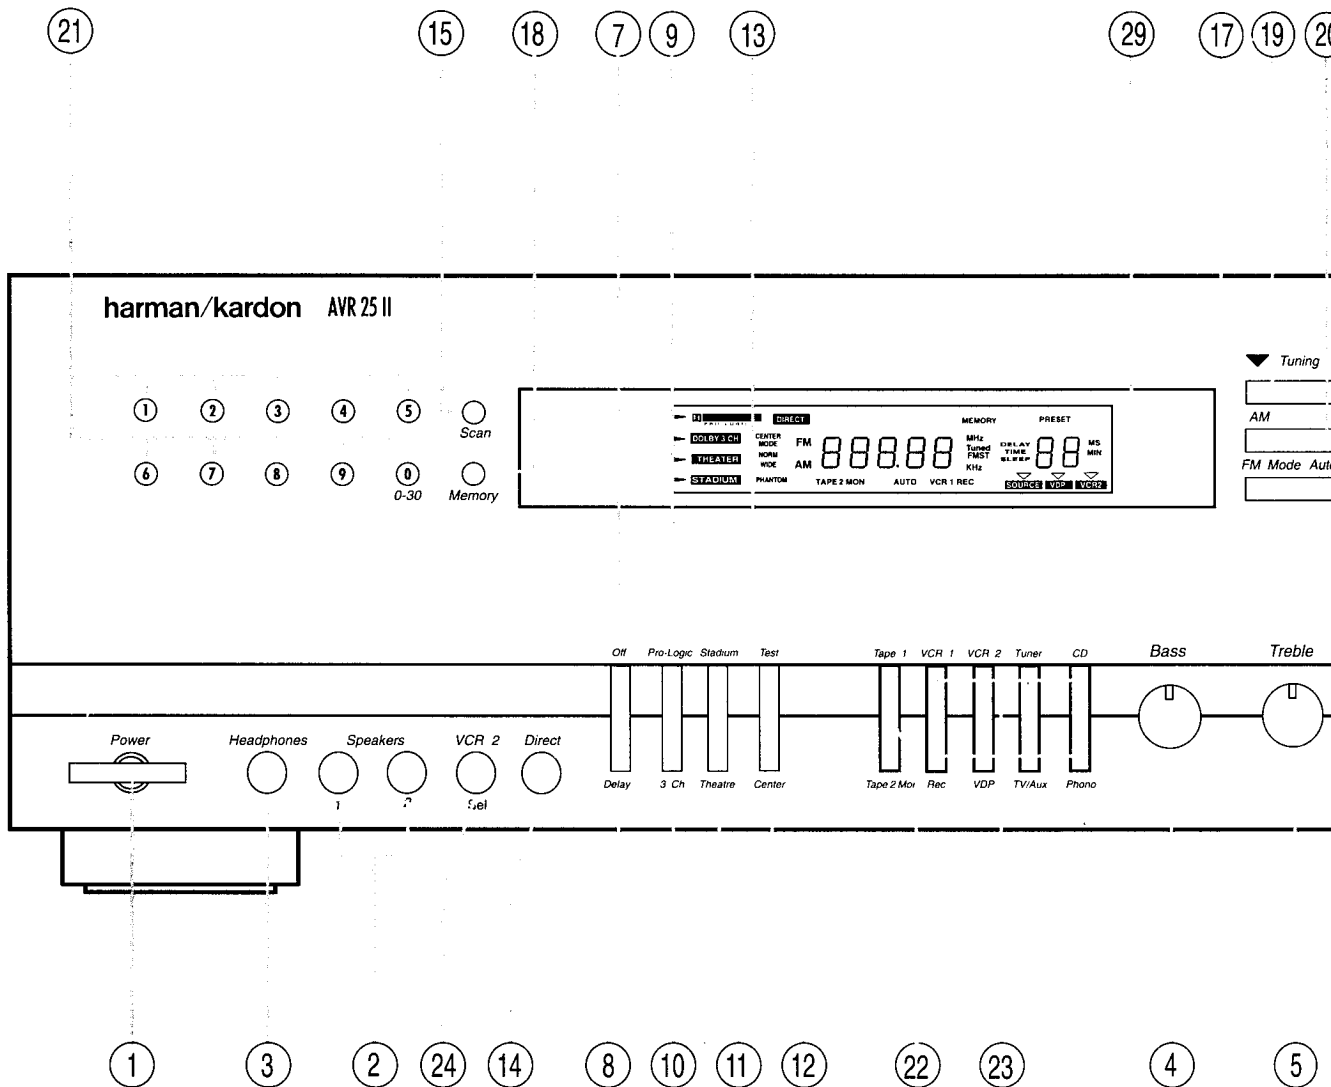 21 15 18 7 9 13 29 17 19
harman/kardon AVR 25 II
Tuning
1 2 3 4 5
Scan
AM
6 7 8 9 0
0-30
Memory
FM Mode
DIRECT
MEMORY PRESET
DOLBY 3 CH
CENTER MODE
FM
MHz
Tuned
FMST
KHz
DELAY
TIME
SLEEP
88
MS
MIN
THEATER
NORM
WIDE
AM
888.88
STADIUM
PHANTOM
TAPE 2 MON AUTO VCR 1 REC
SOURCE VDP VCR2
Off Pro-Logic Stadium Test
Tape 1 VCR 1 VCR 2 Tuner CD
Bass Treble
Power Headphones Speakers VCR 2 Direct
1 2 Sel
Delay 3 Ch Theatre Center
Tape 2 Mon Rec VDP TV/Aux Phono
1 3 2 24 14 8 10 11 12 22 23 4 5